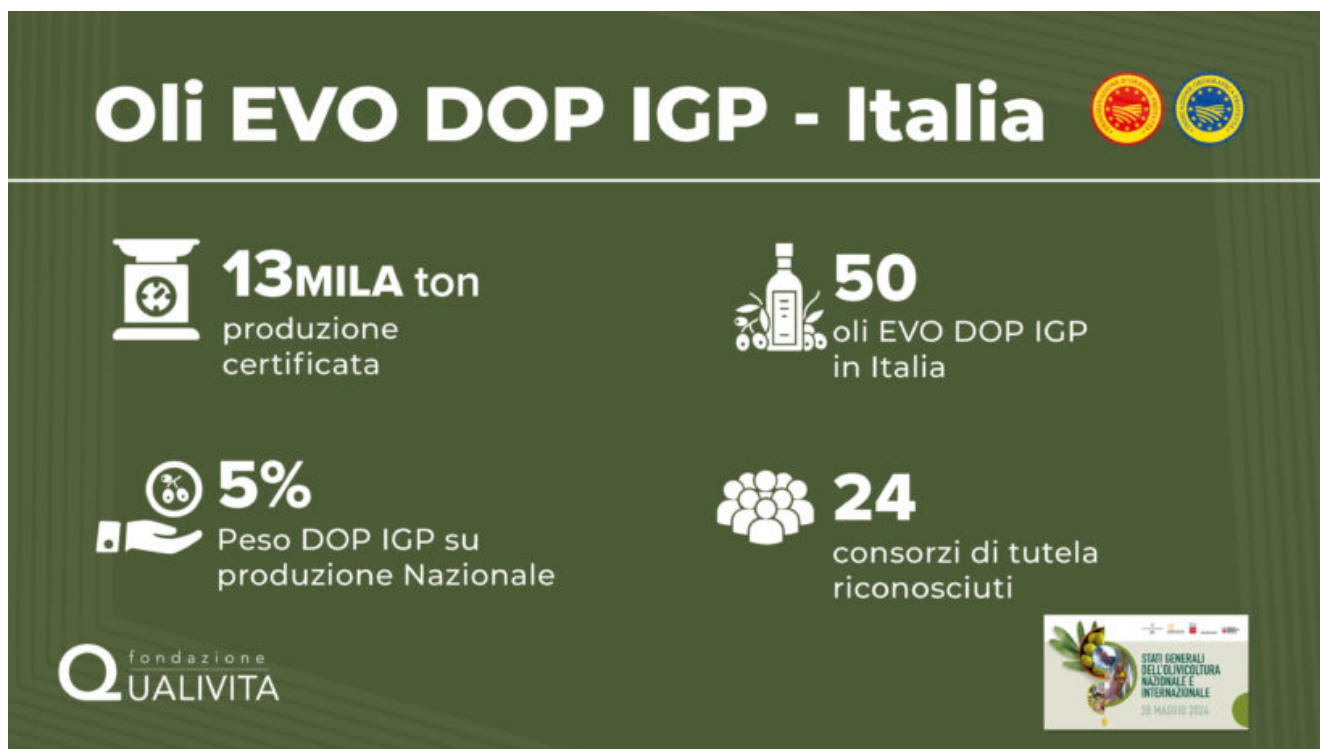 Oli EVO DOP IGP - Italia
13MILA ton
produzione
certificata
50
oli EVO DOP IGP
in Italia
5%
Peso DOP IGP su
produzione Nazionale
24
consorzi di tutela
riconosciuti
fondazione
QUALIVITA
STATI GENERALI
DELL'OLIVICOLTURA
NAZIONALE E
INTERNAZIONALE
28 MAGGIO 2024